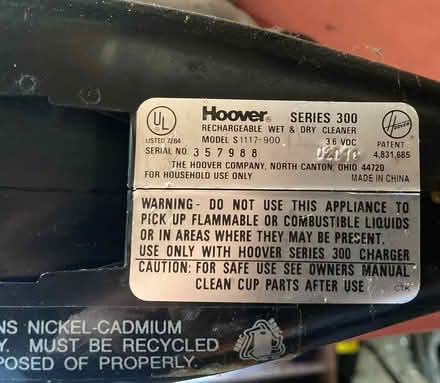 UL
LISTED 72B4
Hoover® SERIES 300
RECHARGEABLE WET & DRY CLEANER
MODEL S1117-900 3.6 VDC
SERIAL NO. 357988
PATENT
4,831,685
Hoover
THE HOOVER COMPANY, NORTH CANTON, OHIO 44720
FOR HOUSEHOLD USE ONLY MADE IN CHINA
WARNING - DO NOT USE THIS APPLIANCE TO
PICK UP FLAMMABLE OR COMBUSTIBLE LIQUIDS
OR IN AREAS WHERE THEY MAY BE PRESENT.
USE ONLY WITH HOOVER SERIES 300 CHARGER
CAUTION: FOR SAFE USE SEE OWNERS MANUAL
CLEAN CUP PARTS AFTER USE CTK
NS NICKEL-CADMIUM
Y. MUST BE RECYCLED
POSED OF PROPERLY.